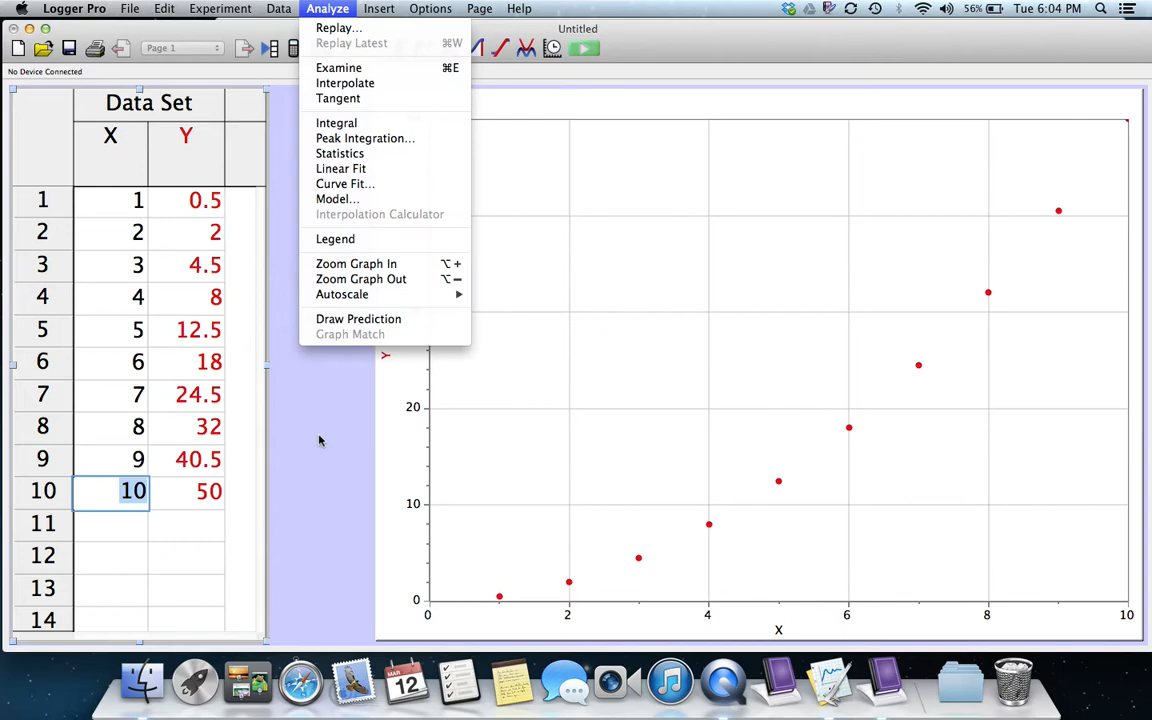 Logger Pro File Edit Experiment Data Analyze Insert Options Page Help 56% Tue 6:04 PM
Untitled
Page 1
No Device Connected
Replay...
Replay Latest ⌘W
Examine ⌘E
Interpolate
Tangent
Integral
Peak Integration...
Statistics
Linear Fit
Curve Fit...
Model...
Interpolation Calculator
Legend
Zoom Graph In ⌥+
Zoom Graph Out ⌥−
Autoscale
Draw Prediction
Graph Match
Data Set
X Y
1 1 0.5
2 2 2
3 3 4.5
4 4 8
5 5 12.5
6 6 18
7 7 24.5
8 8 32
9 9 40.5
10 10 50
11
12
13
14
Y
20
10
0
0 2 4 6 8 10
X
MAR
12